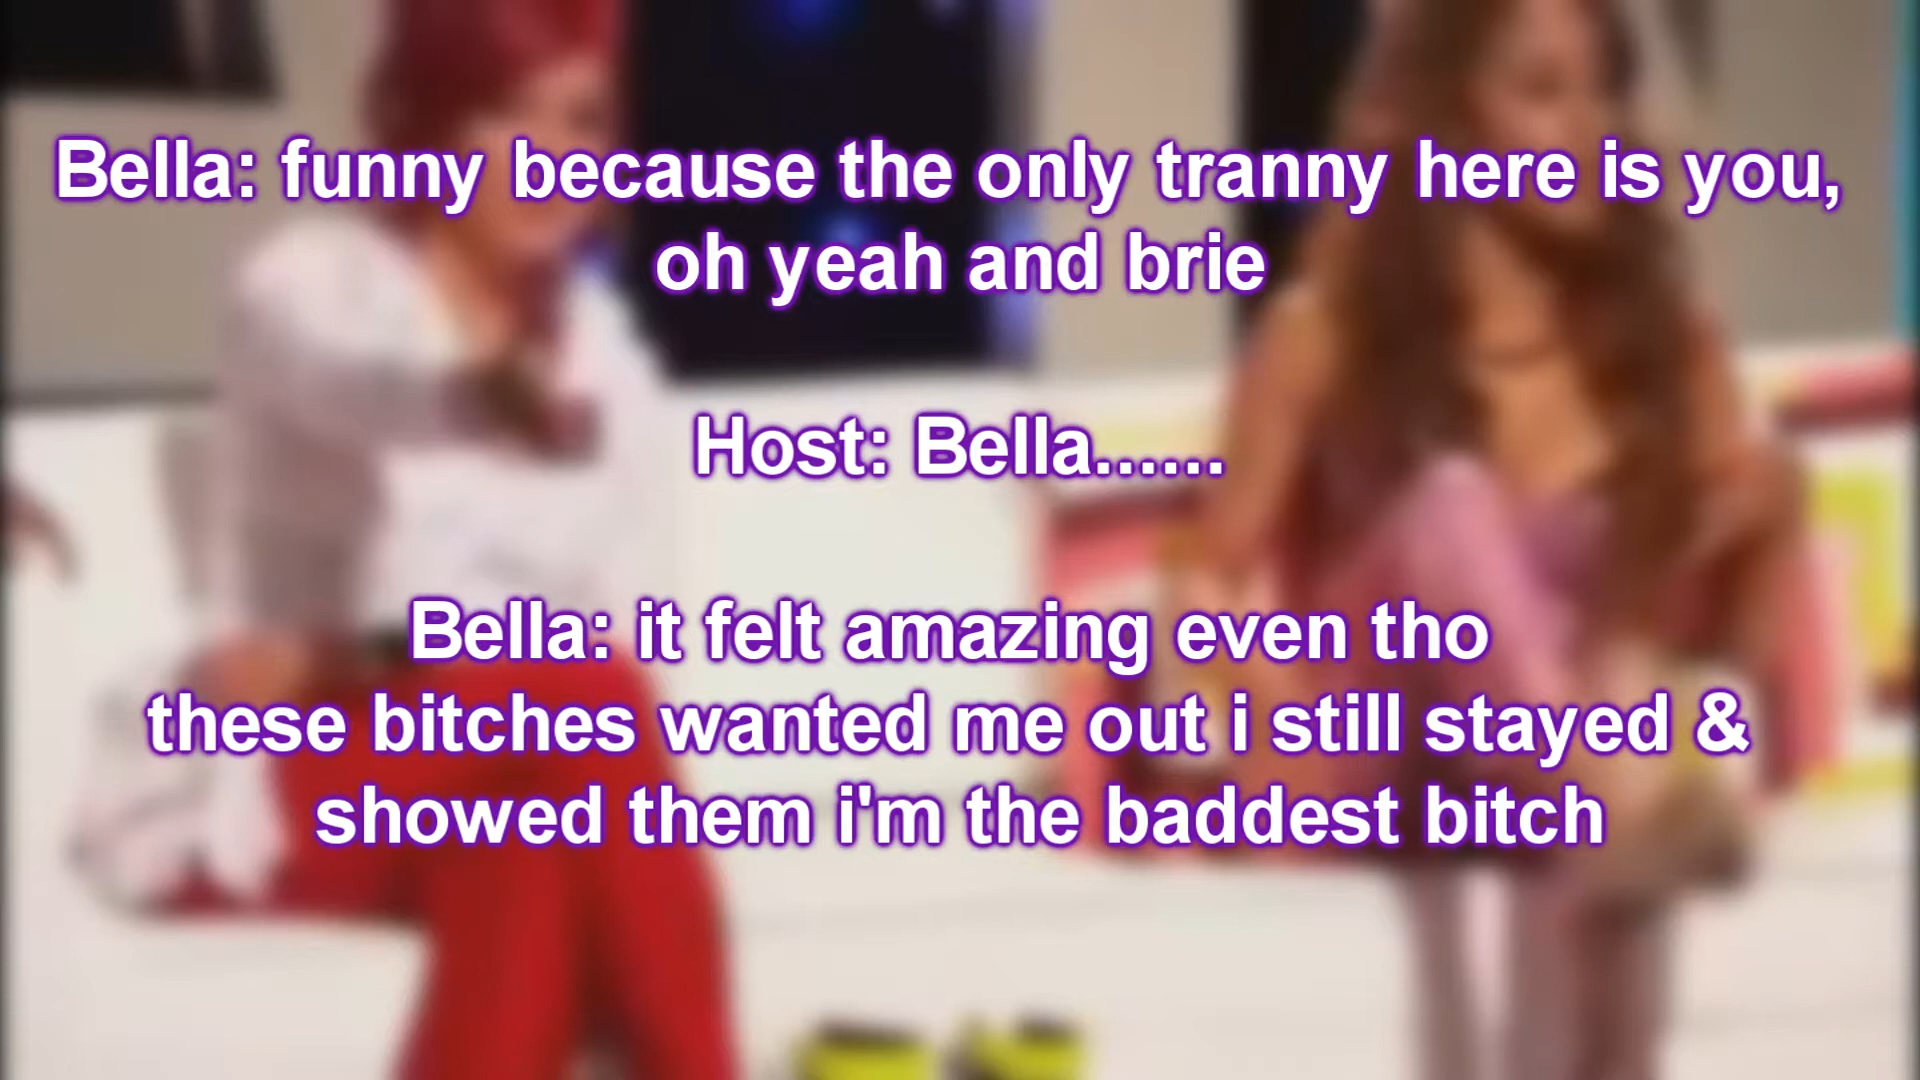 Bella: funny because the only tranny here is you,
oh yeah and brie
Host: Bella......
Bella: it felt amazing even tho
these bitches wanted me out i still stayed &
showed them i'm the baddest bitch